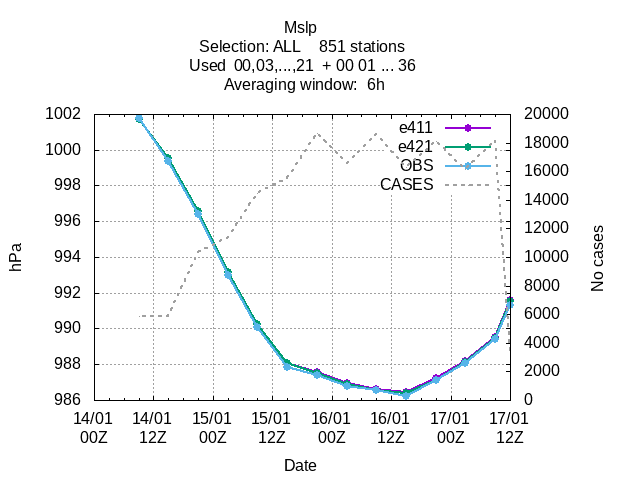 Mslp
Selection: ALL 851 stations
Used 00,03,...,21 + 00 01 ... 36
Averaging window: 6h
1002
1000
998
996
994
992
990
988
986
hPa
e411
e421
OBS
CASES
20000
18000
16000
14000
12000
10000
8000
6000
4000
2000
0
No cases
14/01 14/01 15/01 15/01 16/01 16/01 17/01 17/01
00Z 12Z 00Z 12Z 00Z 12Z 00Z 12Z
Date